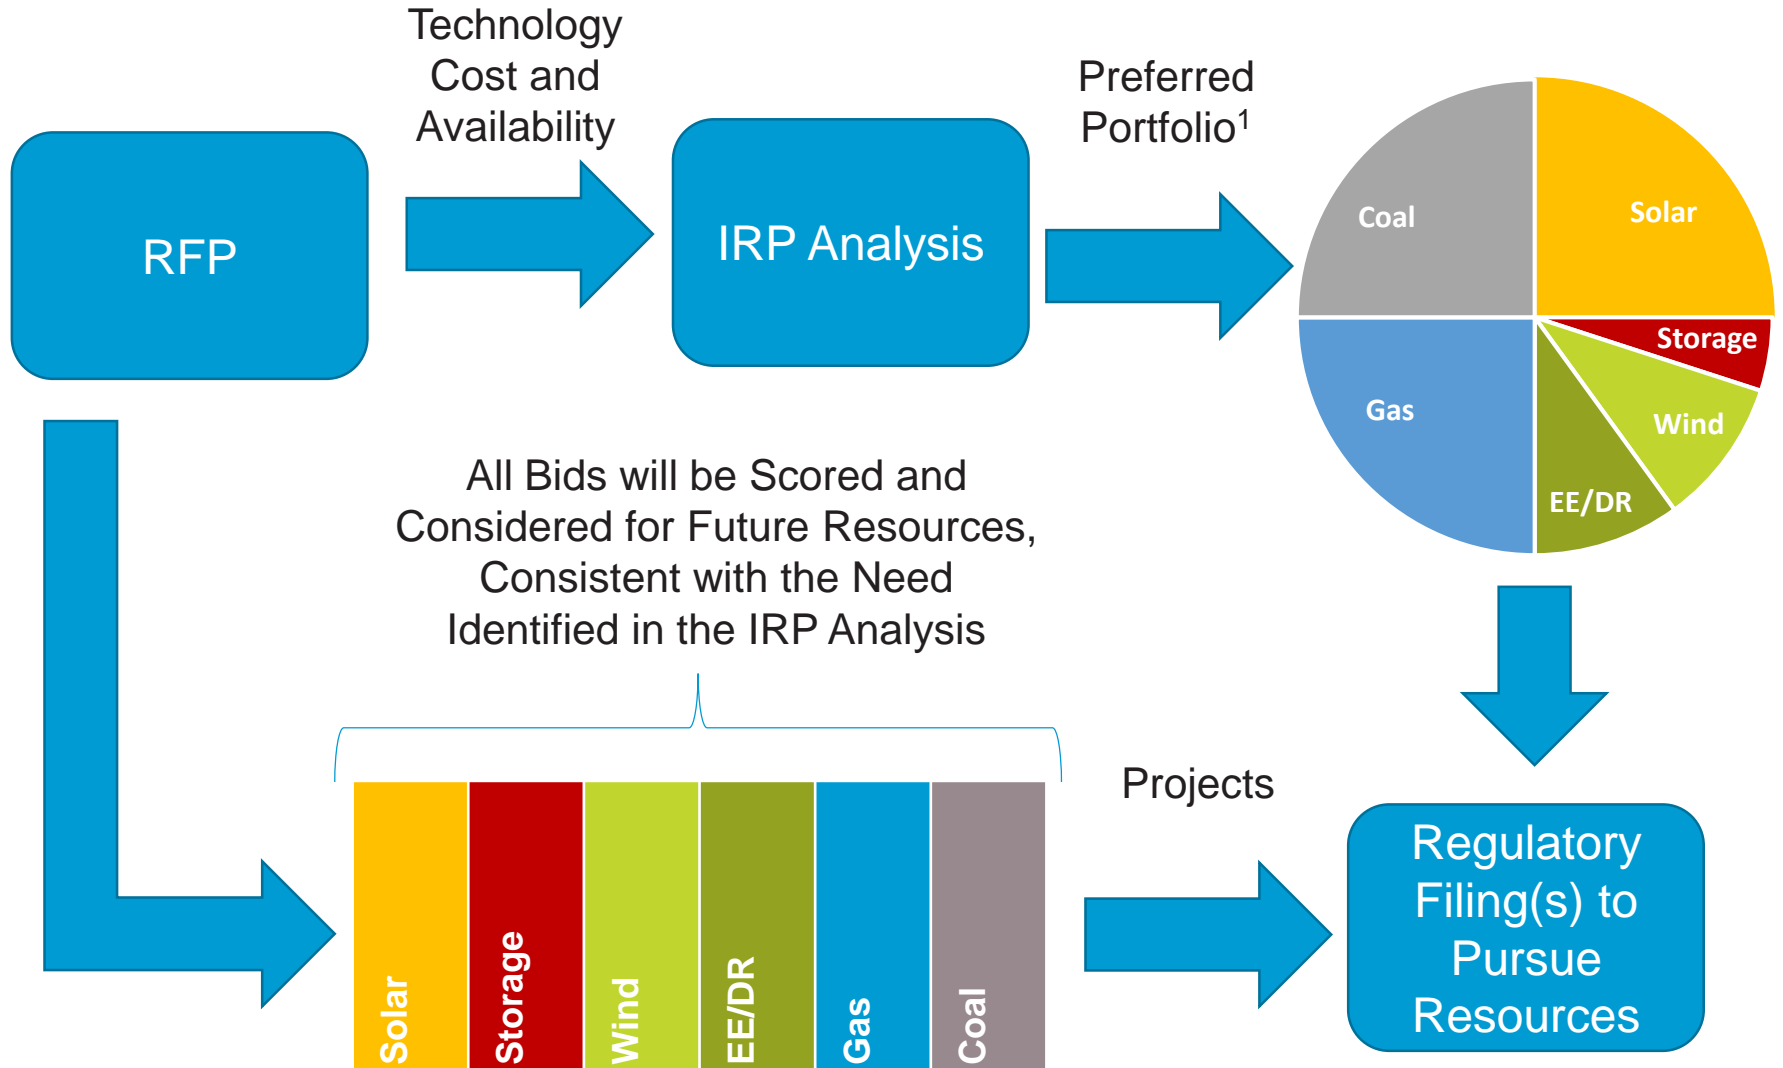 Technology
Cost and
Availability
Preferred
Portfolio¹
RFP
IRP Analysis
Coal
Solar
Storage
Gas
Wind
EE/DR
All Bids will be Scored and
Considered for Future Resources,
Consistent with the Need
Identified in the IRP Analysis
Projects
Solar
Storage
Wind
EE/DR
Gas
Coal
Regulatory
Filing(s) to
Pursue
Resources